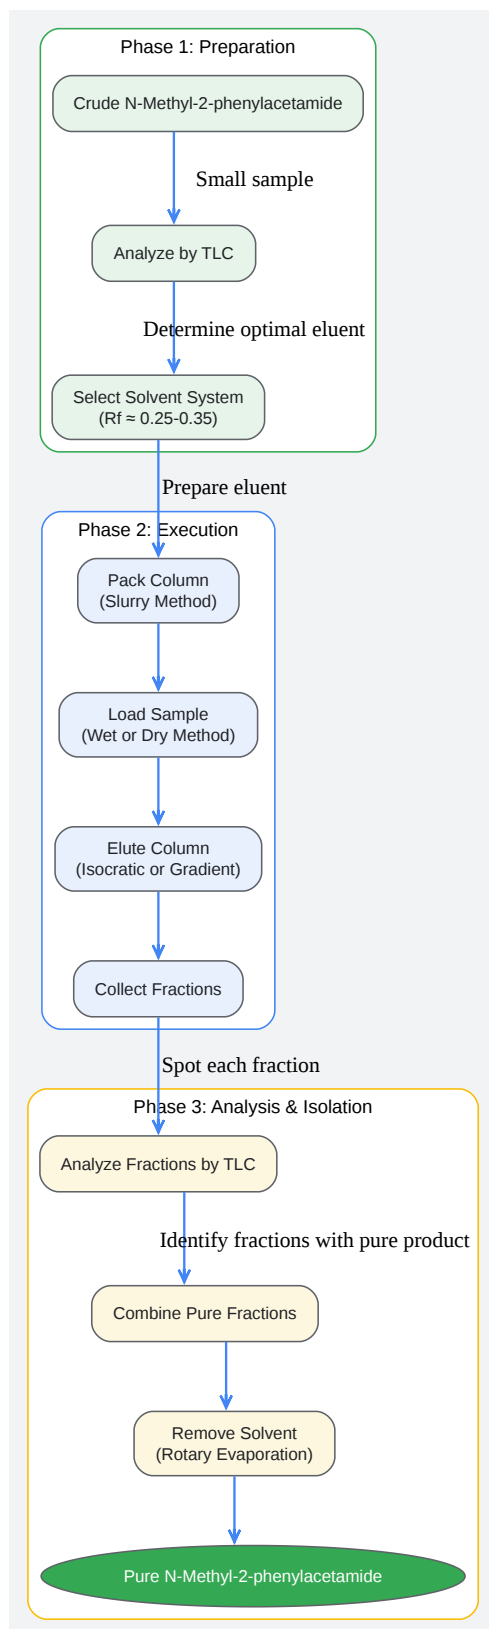 Phase 1: Preparation
Crude N-Methyl-2-phenylacetamide
Small sample
Analyze by TLC
Determine optimal eluent
Select Solvent System
(Rf ≈ 0.25-0.35)
Prepare eluent
Phase 2: Execution
Pack Column
(Slurry Method)
Load Sample
(Wet or Dry Method)
Elute Column
(Isocratic or Gradient)
Collect Fractions
Spot each fraction
Phase 3: Analysis & Isolation
Analyze Fractions by TLC
Identify fractions with pure product
Combine Pure Fractions
Remove Solvent
(Rotary Evaporation)
Pure N-Methyl-2-phenylacetamide